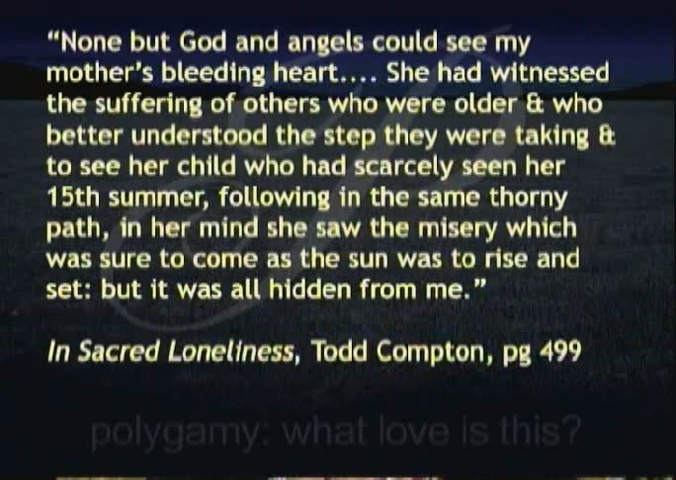 “None but God and angels could see my
mother’s bleeding heart.... She had witnessed
the suffering of others who were older & who
better understood the step they were taking &
to see her child who had scarcely seen her
15th summer, following in the same thorny
path, in her mind she saw the misery which
was sure to come as the sun was to rise and
set: but it was all hidden from me.”
In Sacred Loneliness, Todd Compton, pg 499
polygamy: what love is this?